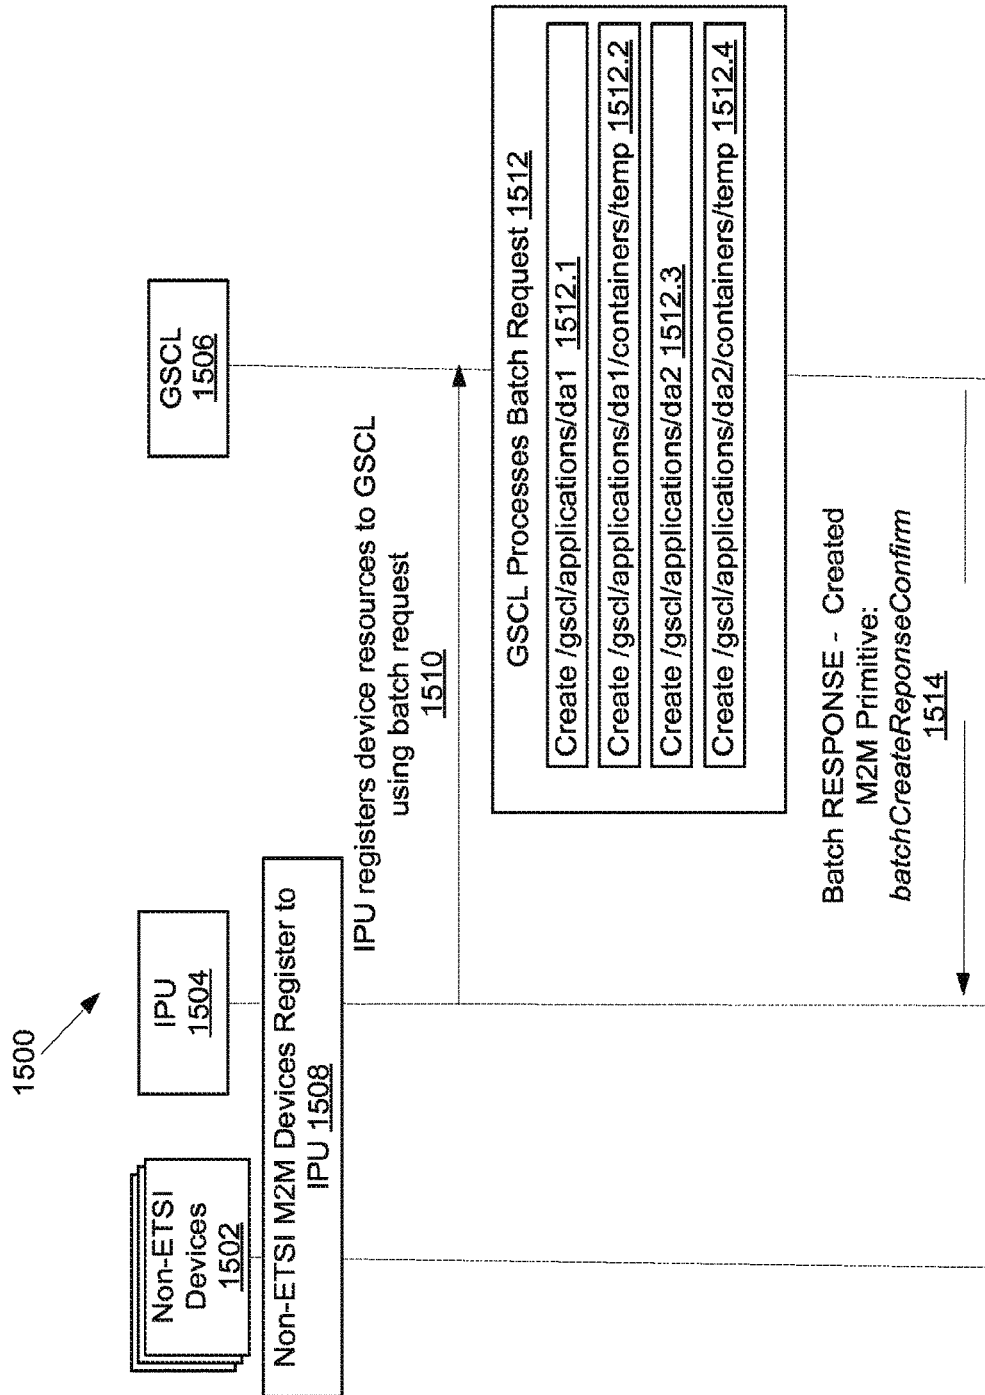 1500
Non-ETSI
Devices
1502
IPU
1504
GSCL
1506
Non-ETSI M2M Devices Register to
IPU 1508
IPU registers device resources to GSCL
using batch request
1510
GSCL Processes Batch Request 1512
Create /gscl/applications/da1 1512.1
Create /gscl/applications/da1/containers/temp 1512.2
Create /gscl/applications/da2 1512.3
Create /gscl/applications/da2/containers/temp 1512.4
Batch RESPONSE - Created
M2M Primitive:
batchCreateReponseConfirm
1514